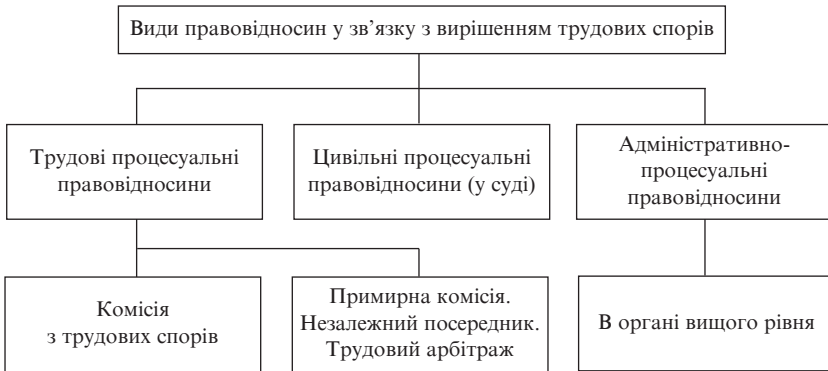 Види правовідносин у зв’язку з вирішенням трудових спорів
Трудові процесуальні
правовідносини
Цивільні процесуальні
правовідносини (у суді)
Адміністративно-
процесуальні
правовідносини
Комісія
з трудових спорів
Примирна комісія.
Незалежний посередник.
Трудовий арбітраж
В органі вищого рівня